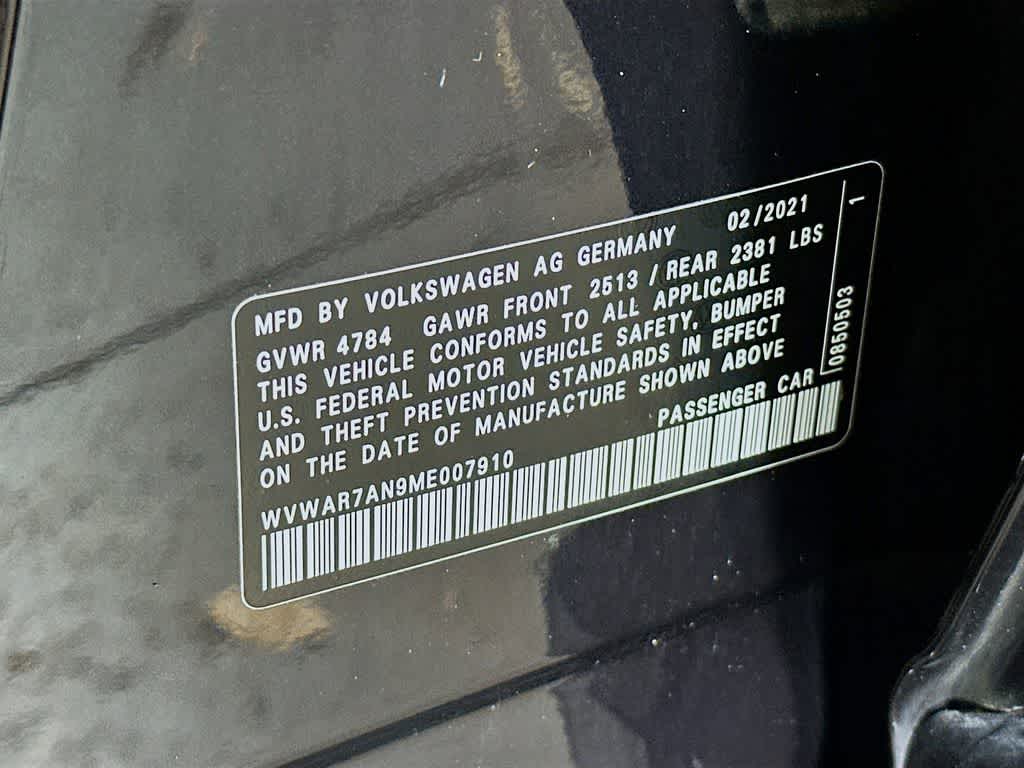 MFD BY VOLKSWAGEN AG GERMANY 02/2021
GVWR 4784 GAWR FRONT 2513 / REAR 2381 LBS
THIS VEHICLE CONFORMS TO ALL APPLICABLE
U.S. FEDERAL MOTOR VEHICLE SAFETY, BUMPER
AND THEFT PREVENTION STANDARDS IN EFFECT
ON THE DATE OF MANUFACTURE SHOWN ABOVE
PASSENGER CAR
WVWAR7AN9ME007910
/0850503 1